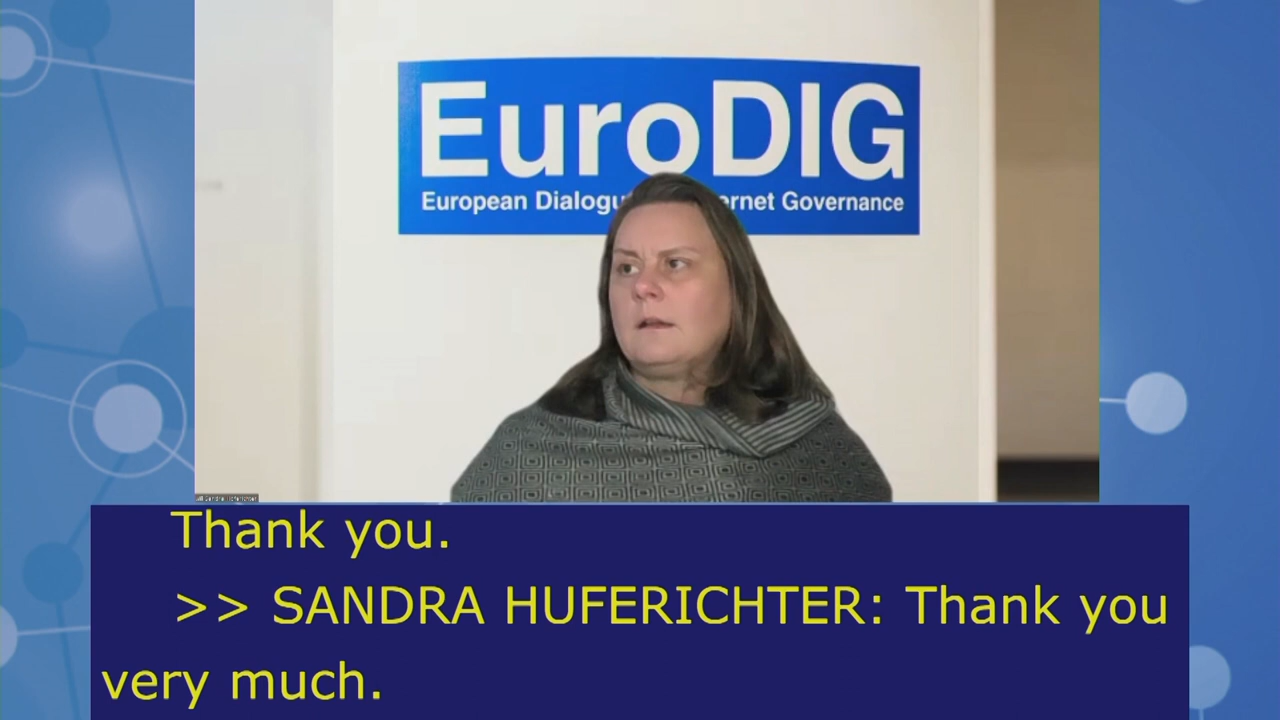 EuroDIG
European Dialogu ernet Governance
Thank you.
>> SANDRA HUFERICHTER: Thank you
very much.